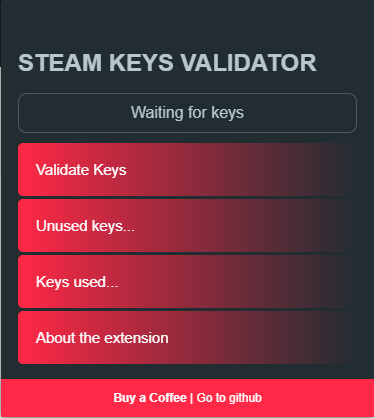 STEAM KEYS VALIDATOR
Waiting for keys
Validate Keys
Unused keys...
Keys used...
About the extension
Buy a Coffee | Go to github